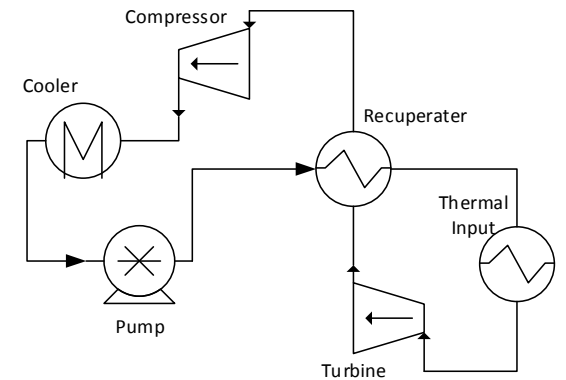 Compressor
Cooler
Recuperater
Thermal
Input
Pump
Turbine